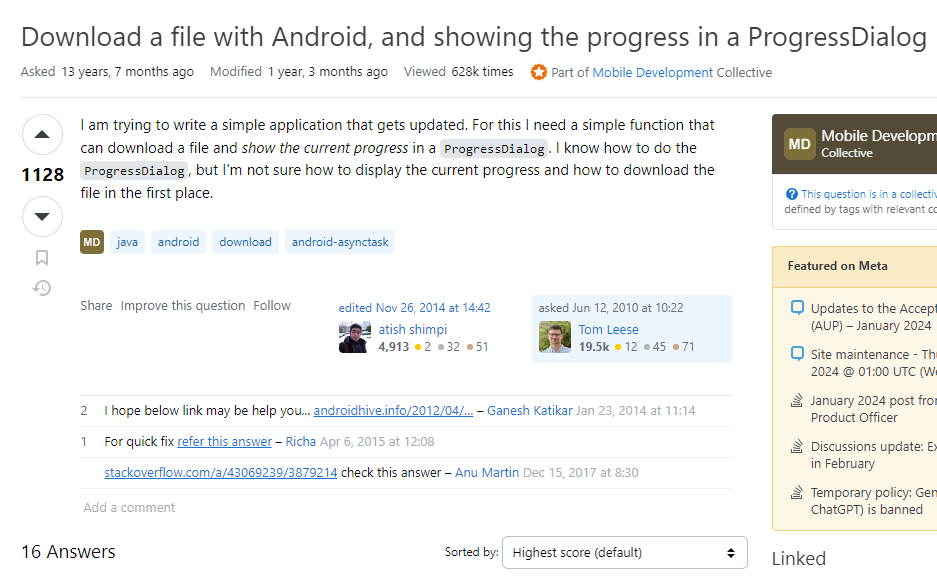 Download a file with Android, and showing the progress in a ProgressDialog
Asked 13 years, 7 months ago Modified 1 year, 3 months ago Viewed 628k times Part of Mobile Development Collective
I am trying to write a simple application that gets updated. For this I need a simple function that
can download a file and show the current progress in a ProgressDialog. I know how to do the
ProgressDialog, but I'm not sure how to display the current progress and how to download the
file in the first place.
1128
MD java android download android-asynctask
Share Improve this question Follow
edited Nov 26, 2014 at 14:42
atish shimpi
4,913 2 32 51
asked Jun 12, 2010 at 10:22
Tom Leese
19.5k 12 45 71
2 I hope below link may be help you... androidhive.info/2012/04/... – Ganesh Katikar Jan 23, 2014 at 11:14
1 For quick fix refer this answer – Richa Apr 6, 2015 at 12:08
stackoverflow.com/a/43069239/3879214 check this answer – Anu Martin Dec 15, 2017 at 8:30
Add a comment
16 Answers
Sorted by: Highest score (default)
MD Mobile Developm
Collective
This question is in a collectiv
defined by tags with relevant co
Featured on Meta
Updates to the Accept
(AUP) – January 2024
Site maintenance - Thu
2024 @ 01:00 UTC (We
January 2024 post from
Product Officer
Discussions update: Ex
in February
Temporary policy: Gen
ChatGPT) is banned
Linked